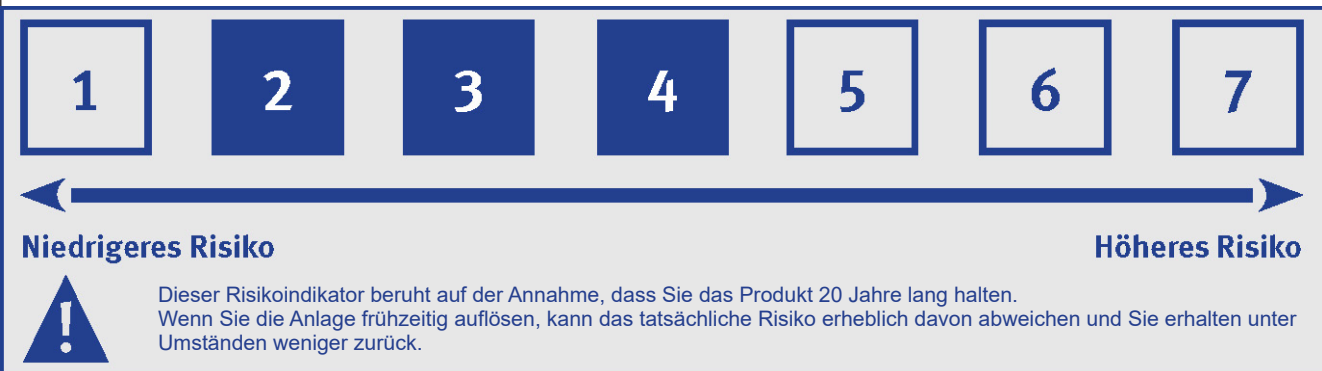 1 2 3 4 5 6 7
Niedrigeres Risiko Höheres Risiko
Dieser Risikoindikator beruht auf der Annahme, dass Sie das Produkt 20 Jahre lang halten.
Wenn Sie die Anlage frühzeitig auflösen, kann das tatsächliche Risiko erheblich davon abweichen und Sie erhalten unter
Umständen weniger zurück.